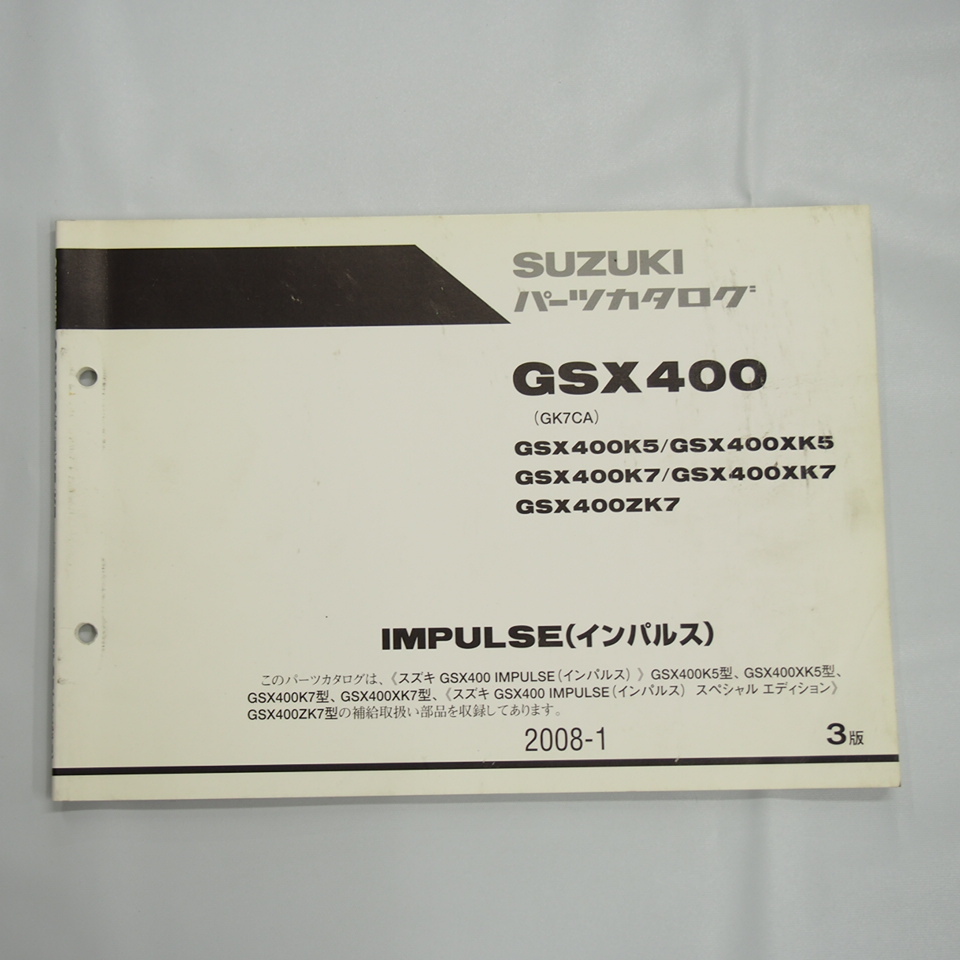 SUZUKI
パーツカタログ
GSX400
(GK7CA)
GSX400K5/GSX400XK5
GSX400K7/GSX400XK7
GSX400ZK7
IMPULSE(インパルス)
このパーツカタログは、《スズキ GSX400 IMPULSE(インパルス)》GSX400K5型、GSX400XK5型、
GSX400K7型、GSX400XK7型、《スズキ GSX400 IMPULSE(インパルス) スペシャル エディション》
GSX400ZK7型の補給取扱い部品を収録してあります。
2008-1
3版